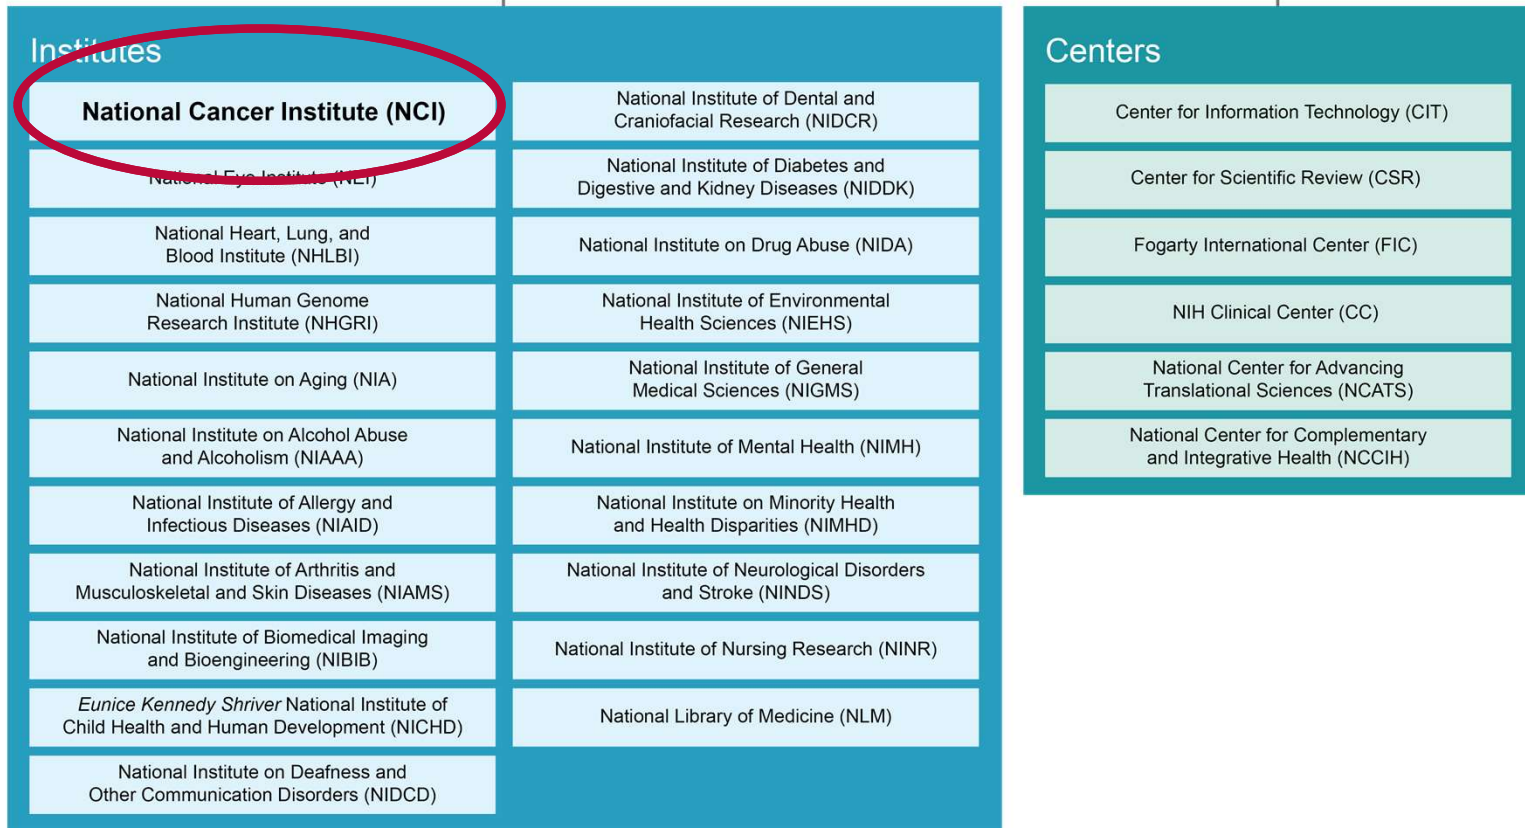 Institutes
National Cancer Institute (NCI)
National Eye Institute (NEI)
National Heart, Lung, and
Blood Institute (NHLBI)
National Human Genome
Research Institute (NHGRI)
National Institute on Aging (NIA)
National Institute on Alcohol Abuse
and Alcoholism (NIAAA)
National Institute of Allergy and
Infectious Diseases (NIAID)
National Institute of Arthritis and
Musculoskeletal and Skin Diseases (NIAMS)
National Institute of Biomedical Imaging
and Bioengineering (NIBIB)
Eunice Kennedy Shriver National Institute of
Child Health and Human Development (NICHD)
National Institute on Deafness and
Other Communication Disorders (NIDCD)
National Institute of Dental and
Craniofacial Research (NIDCR)
National Institute of Diabetes and
Digestive and Kidney Diseases (NIDDK)
National Institute on Drug Abuse (NIDA)
National Institute of Environmental
Health Sciences (NIEHS)
National Institute of General
Medical Sciences (NIGMS)
National Institute of Mental Health (NIMH)
National Institute on Minority Health
and Health Disparities (NIMHD)
National Institute of Neurological Disorders
and Stroke (NINDS)
National Institute of Nursing Research (NINR)
National Library of Medicine (NLM)
Centers
Center for Information Technology (CIT)
Center for Scientific Review (CSR)
Fogarty International Center (FIC)
NIH Clinical Center (CC)
National Center for Advancing
Translational Sciences (NCATS)
National Center for Complementary
and Integrative Health (NCCIH)